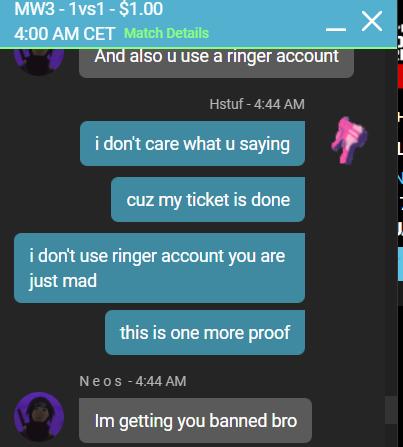 MW3 - 1vs1 - $1.00
4:00 AM CET Match Details
And also u use a ringer account
Hstuf - 4:44 AM
i don't care what u saying
cuz my ticket is done
i don't use ringer account you are
just mad
this is one more proof
N e o s - 4:44 AM
Im getting you banned bro